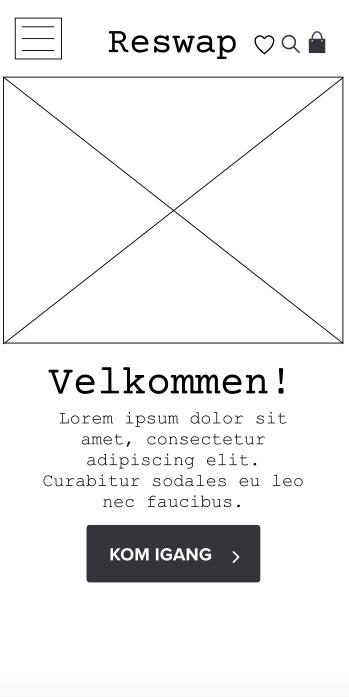 Reswap
Velkommen!
Lorem ipsum dolor sit
amet, consectetur
adipiscing elit.
Curabitur sodales eu leo
nec faucibus.
KOM IGANG